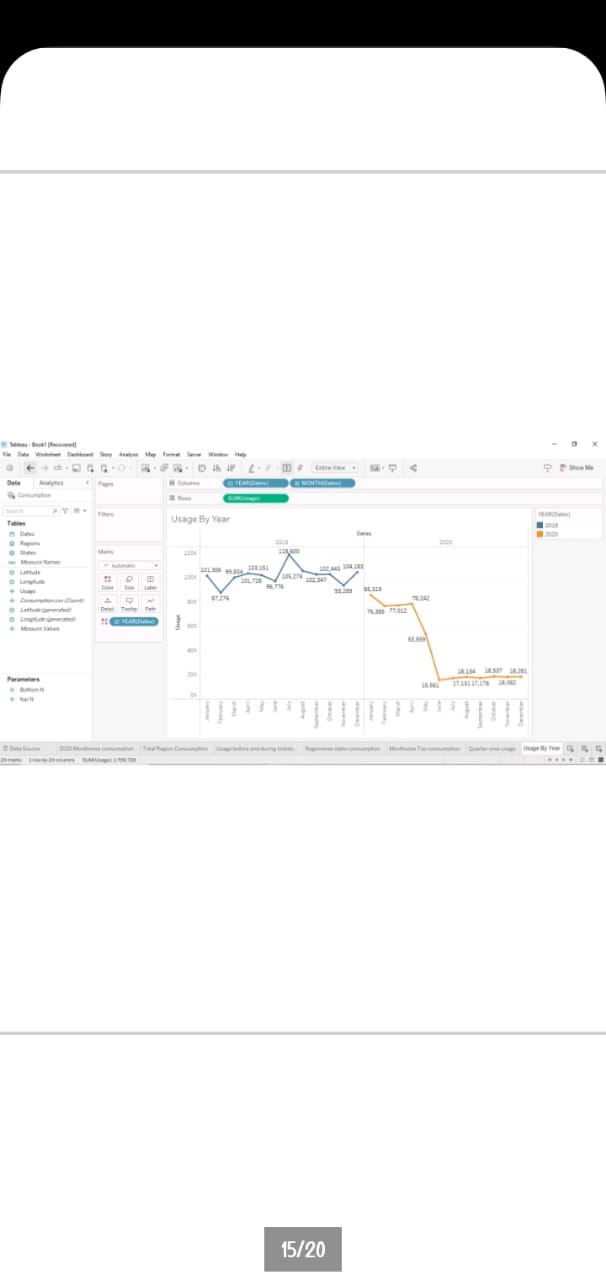 Tableau - Book1 [Recovered]
File Data Worksheet Dashboard Story Analysis Map Format Server Window Help
Entire View
Show Me
Data Analytics
Pages
Columns YEAR(Dates) MONTH(Dates)
Consumption
Rows SUM(Usage)
Search
Filters
Usage By Year
YEAR(Dates)
2019
2020
Tables
Dates
Regions
States
Measure Names
Latitude
Longitude
Usage
Consumption.csv (Count)
Latitude (generated)
Longitude (generated)
Measure Values
Marks
Automatic
Color Size Label
Detail Tooltip Path
YEAR(Dates)
Dates
2019 2020
120K
100K
80K
60K
40K
20K
0K
Usage
101,306 87,276 99,834 103,151 101,728 96,776 118,600 105,274 102,347 102,440 93,289 104,193
85,319 76,365 77,012 78,242 15,661 17,131 18,134 17,178 18,537 18,062 18,281
January February March April May June July August September October November December January February March April May June July August September October November December
Parameters
Bottom N
top N
Data Source 2020 Monthwise consumption Total Region Consumption Usage before and during lockdo.. Regionwise state consumption Monthwise Top consumption Quarter wise usage Usage By Year
24 marks 1 row by 24 columns
15/20